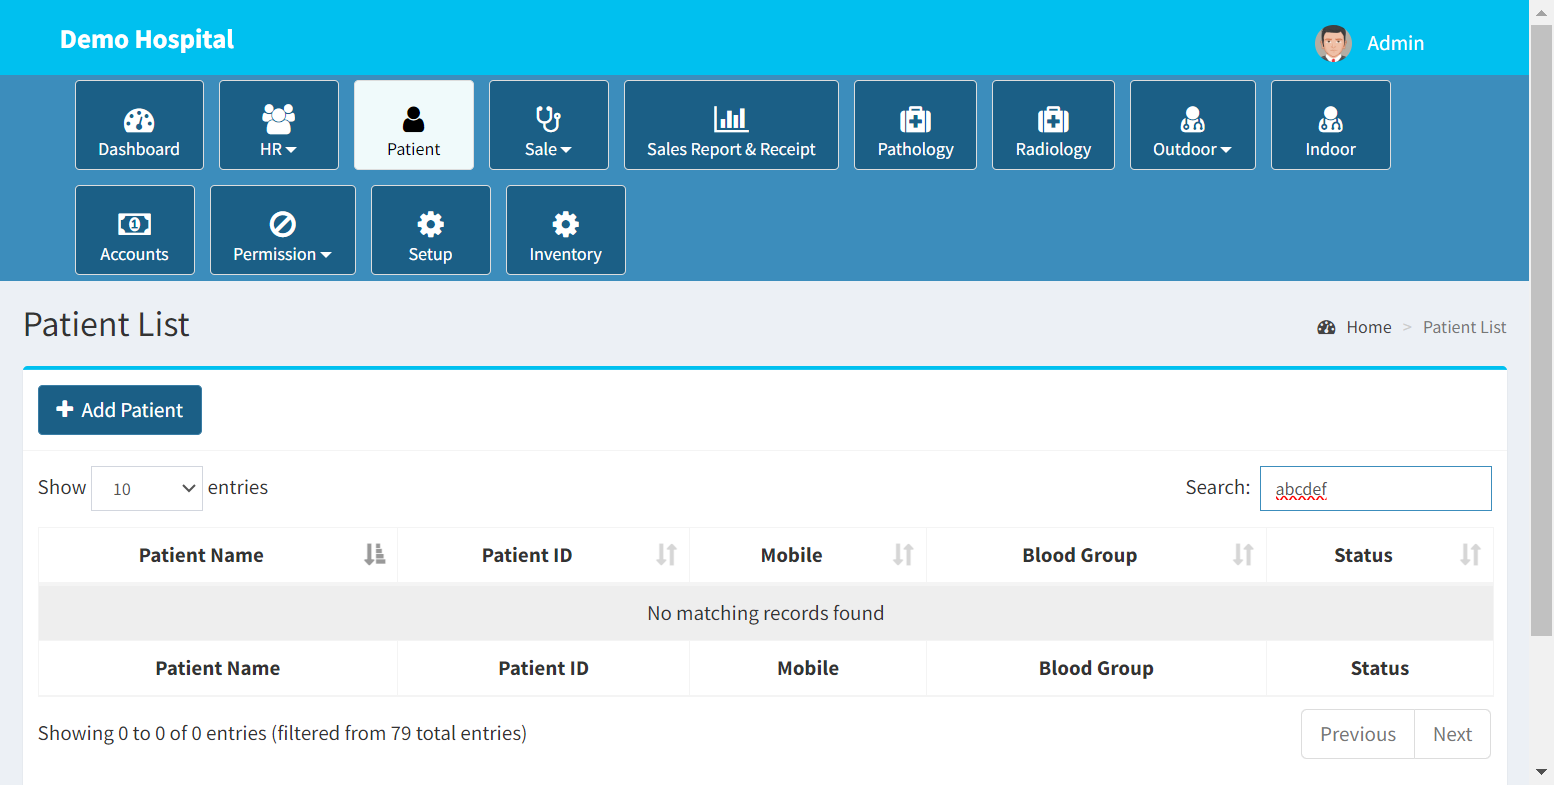 Demo Hospital
Admin
Dashboard
HR
Patient
Sale
Sales Report & Receipt
Pathology
Radiology
Outdoor
Indoor
Accounts
Permission
Setup
Inventory
Patient List
Home > Patient List
Add Patient
Show 10 entries
Search: abcdef
Patient Name Patient ID Mobile Blood Group Status
No matching records found
Patient Name Patient ID Mobile Blood Group Status
Showing 0 to 0 of 0 entries (filtered from 79 total entries)
Previous Next